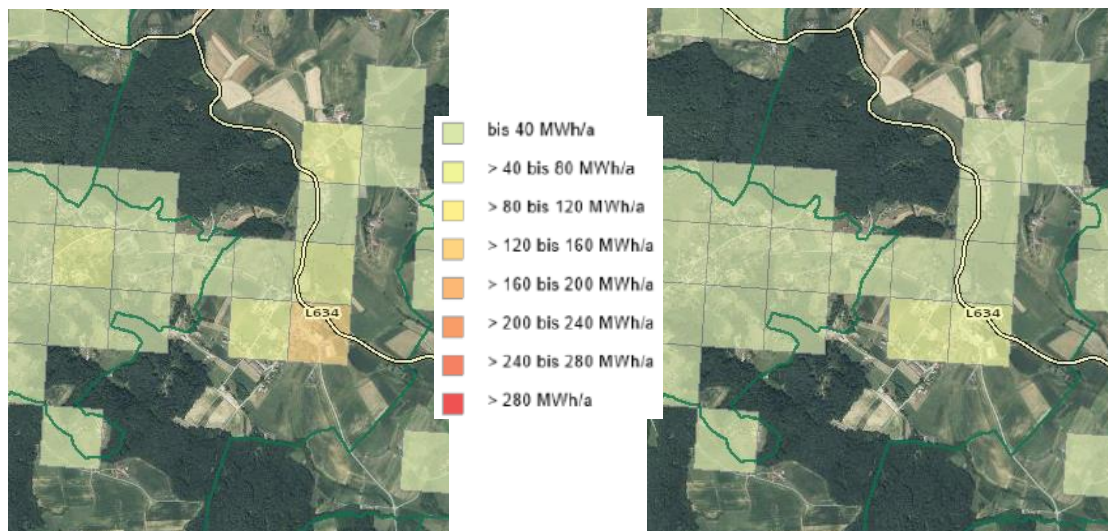 bis 40 MWh/a
> 40 bis 80 MWh/a
> 80 bis 120 MWh/a
> 120 bis 160 MWh/a
> 160 bis 200 MWh/a
> 200 bis 240 MWh/a
> 240 bis 280 MWh/a
> 280 MWh/a
L634
L634